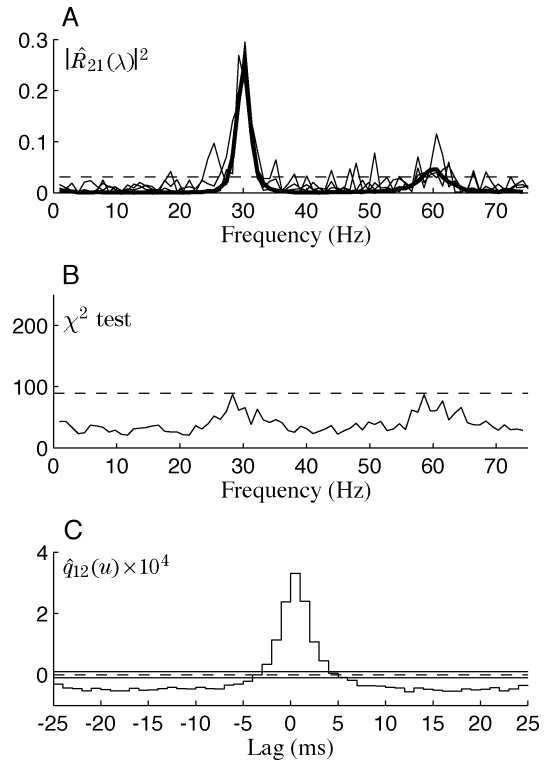 A
|R̂₂₁(λ)|²
0.3
0.2
0.1
0
0 10 20 30 40 50 60 70
Frequency (Hz)
B
χ² test
200
100
0
0 10 20 30 40 50 60 70
Frequency (Hz)
C
q̂₁₂(u)×10⁴
4
2
0
-25 -20 -15 -10 -5 0 5 10 15 20 25
Lag (ms)